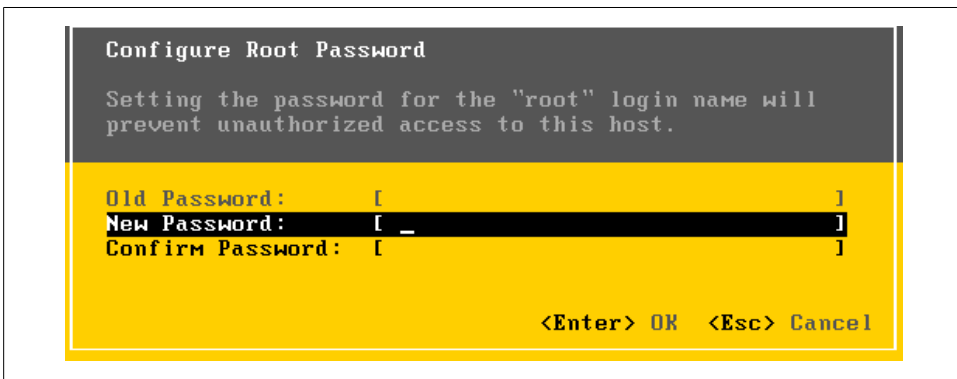 Configure Root Password
Setting the password for the "root" login name will
prevent unauthorized access to this host.
Old Password: [ ]
New Password: [ _ ]
Confirm Password: [ ]
<Enter> OK <Esc> Cancel